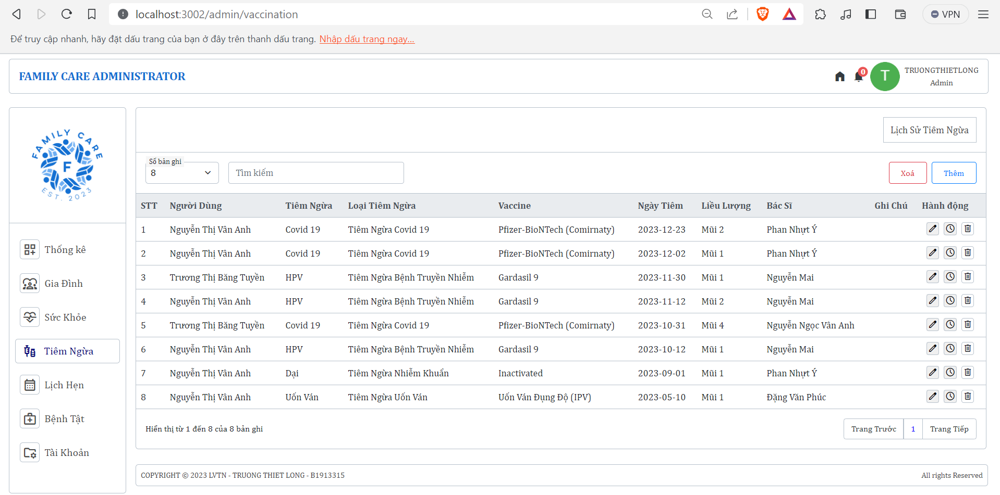 localhost:3002/admin/vaccination
VPN
Để truy cập nhanh, hãy đặt dấu trang của bạn ở đây trên thanh dấu trang. Nhập dấu trang ngay...
FAMILY CARE ADMINISTRATOR
0
T
TRUONGTHIETLONG
Admin
FAMILY CARE
F
EST. 2023
Thống kê
Gia Đình
Sức Khỏe
Tiêm Ngừa
Lịch Hẹn
Bệnh Tật
Tài Khoản
Lịch Sử Tiêm Ngừa
Số bản ghi
8
Tìm kiếm
Xoá
Thêm
STT Người Dùng Tiêm Ngừa Loại Tiêm Ngừa Vaccine Ngày Tiêm Liều Lượng Bác Sĩ Ghi Chú Hành động
1 Nguyễn Thị Vân Anh Covid 19 Tiêm Ngừa Covid 19 Pfizer-BioNTech (Comirnaty) 2023-12-23 Mũi 2 Phan Nhựt Ý
2 Nguyễn Thị Vân Anh Covid 19 Tiêm Ngừa Covid 19 Pfizer-BioNTech (Comirnaty) 2023-12-02 Mũi 1 Phan Nhựt Ý
3 Trương Thị Băng Tuyền HPV Tiêm Ngừa Bệnh Truyền Nhiễm Gardasil 9 2023-11-30 Mũi 1 Nguyễn Mai
4 Nguyễn Thị Vân Anh HPV Tiêm Ngừa Bệnh Truyền Nhiễm Gardasil 9 2023-11-12 Mũi 2 Nguyễn Mai
5 Trương Thị Băng Tuyền Covid 19 Tiêm Ngừa Covid 19 Pfizer-BioNTech (Comirnaty) 2023-10-31 Mũi 4 Nguyễn Ngọc Vân Anh
6 Nguyễn Thị Vân Anh HPV Tiêm Ngừa Bệnh Truyền Nhiễm Gardasil 9 2023-10-12 Mũi 1 Nguyễn Mai
7 Nguyễn Thị Vân Anh Dại Tiêm Ngừa Nhiễm Khuẩn Inactivated 2023-09-01 Mũi 1 Phan Nhựt Ý
8 Nguyễn Thị Vân Anh Uốn Ván Tiêm Ngừa Uốn Ván Uốn Ván Đụng Độ (IPV) 2023-05-10 Mũi 1 Đặng Văn Phúc
Hiển thị từ 1 đến 8 của 8 bản ghi
Trang Trước 1 Trang Tiếp
COPYRIGHT © 2023 LVTN - TRUONG THIET LONG - B1913315
All rights Reserved